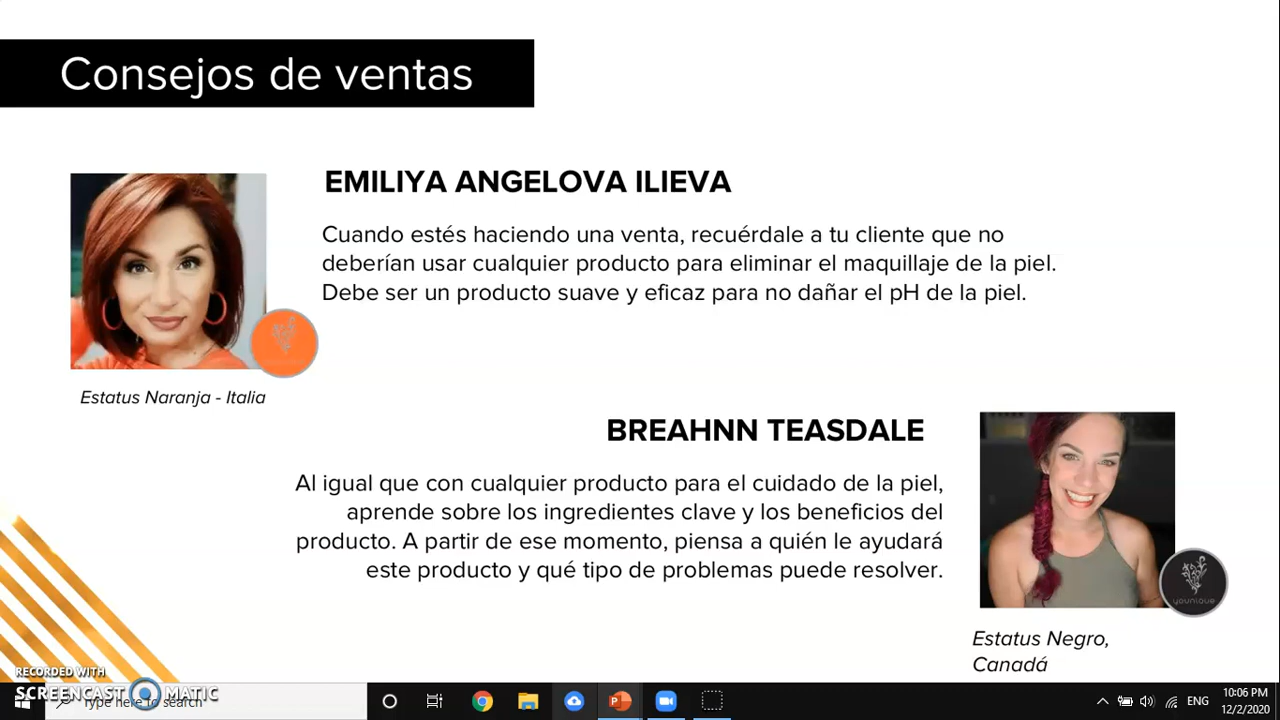 Consejos de ventas
EMILIYA ANGELOVA ILIEVA
Cuando estés haciendo una venta, recuérdale a tu cliente que no
deberían usar cualquier producto para eliminar el maquillaje de la piel.
Debe ser un producto suave y eficaz para no dañar el pH de la piel.
Estatus Naranja - Italia
BREAHNN TEASDALE
Al igual que con cualquier producto para el cuidado de la piel,
aprende sobre los ingredientes clave y los beneficios del
producto. A partir de ese momento, piensa a quién le ayudará
este producto y qué tipo de problemas puede resolver.
younique
Estatus Negro,
Canadá
RECORDED WITH
SCREENCAST MATIC
Type here to search
ENG
10:06 PM
12/2/2020